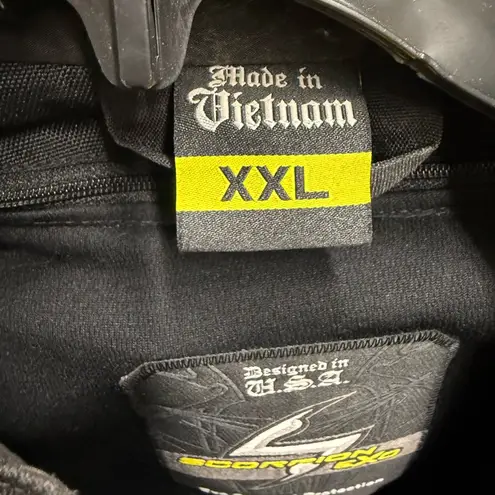 Made in
Vietnam
XXL
Designed in
U.S.A.
SCORPION EXO